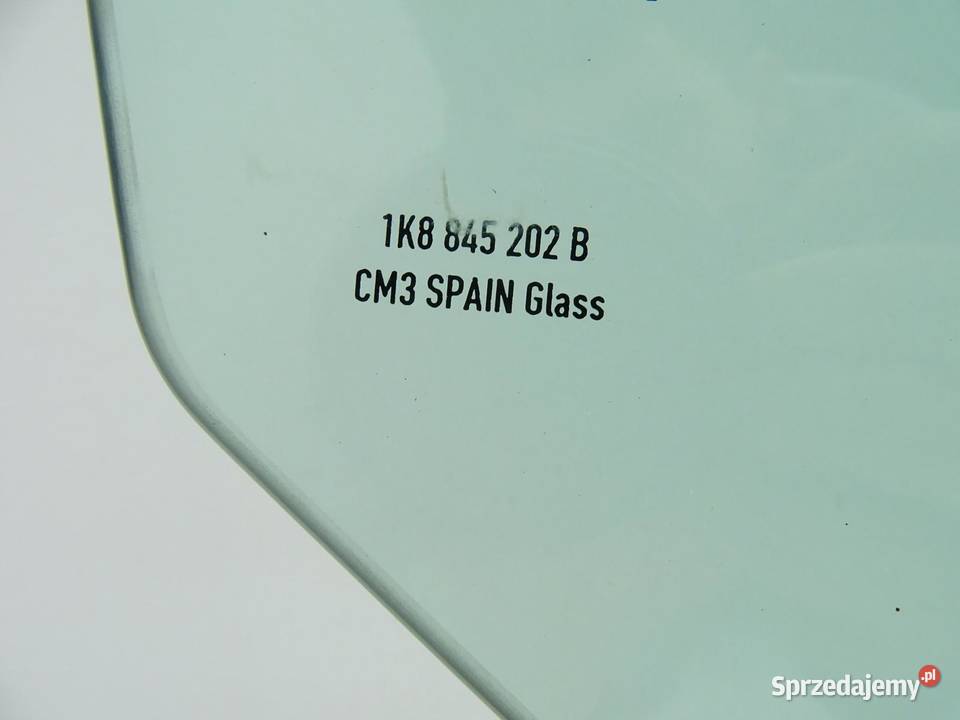 1K8 845 202 B
CM3 SPAIN Glass
Sprzedajemy.pl